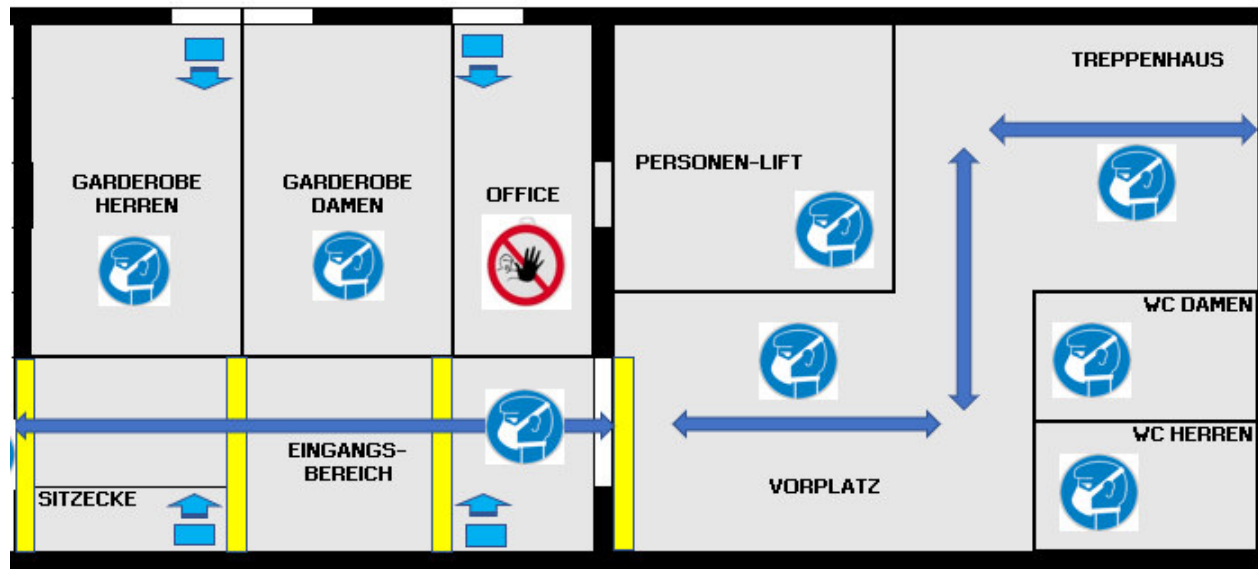 TREPPENHAUS
PERSONEN-LIFT
GARDEROBE
HERREN
GARDEROBE
DAMEN
OFFICE
WC DAMEN
WC HERREN
EINGANGS-
BEREICH
SITZECKE
VORPLATZ